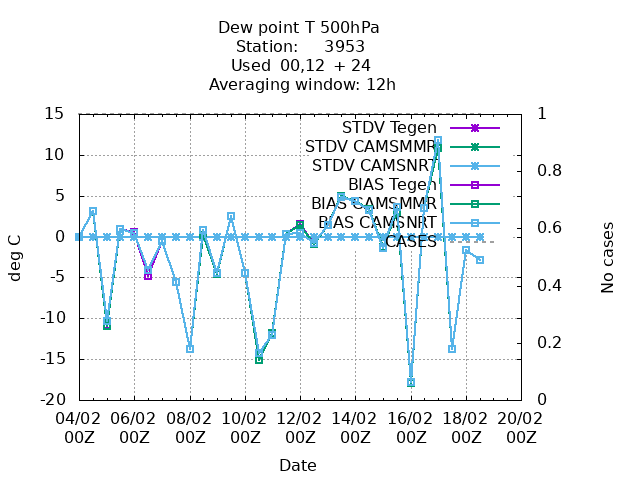 Dew point T 500hPa
Station: 3953
Used 00,12 + 24
Averaging window: 12h
15
10
5
0
-5
-10
-15
-20
deg C
1
0.8
0.6
0.4
0.2
0
No cases
STDV Tegen
STDV CAMSMMR
STDV CAMSNRT
BIAS Tegen
BIAS CAMSMMR
BIAS CAMSNRT
CASES
04/02 06/02 08/02 10/02 12/02 14/02 16/02 18/02 20/02
00Z 00Z 00Z 00Z 00Z 00Z 00Z 00Z 00Z
Date